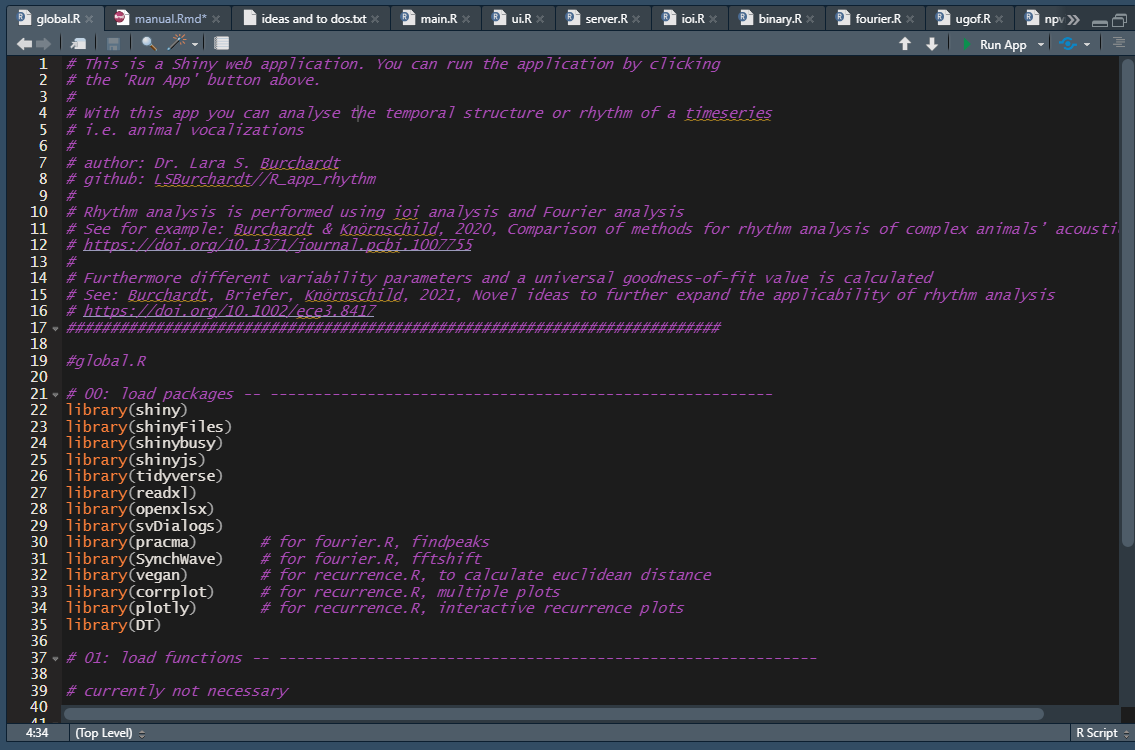 global.R manual.Rmd* ideas and to dos.txt main.R ui.R server.R ioi.R binary.R fourier.R ugof.R
Run App
1 # This is a Shiny web application. You can run the application by clicking
2 # the 'Run App' button above.
3 #
4 # With this app you can analyse the temporal structure or rhythm of a timeseries
5 # i.e. animal vocalizations
6 #
7 # author: Dr. Lara S. Burchardt
8 # github: LSBurchardt//R_app_rhythm
9 #
10 # Rhythm analysis is performed using ioi analysis and Fourier analysis
11 # See for example: Burchardt & Knörnschild, 2020, Comparison of methods for rhythm analysis of complex animals’
12 # https://doi.org/10.1371/journal.pcbi.1007755
13 #
14 # Furthermore different variability parameters and a universal goodness-of-fit value is calculated
15 # See: Burchardt, Briefer, Knörnschild, 2021, Novel ideas to further expand the applicability of rhythm analysis
16 # https://doi.org/10.1002/ece3.8417
17 ##########################################################################
18
19 #global.R
20
21 # 00: load packages -- ---------------------------------------------------------
22 library(shiny)
23 library(shinyFiles)
24 library(shinybusy)
25 library(shinyjs)
26 library(tidyverse)
27 library(readxl)
28 library(openxlsx)
29 library(svDialogs)
30 library(pracma) # for fourier.R, findpeaks
31 library(SynchWave) # for fourier.R, fftshift
32 library(vegan) # for recurrence.R, to calculate euclidean distance
33 library(corrplot) # for recurrence.R, multiple plots
34 library(plotly) # for recurrence.R, interactive recurrence plots
35 library(DT)
36
37 # 01: load functions -- -------------------------------------------------------------
38
39 # currently not necessary
40
41
4:34 (Top Level) R Script